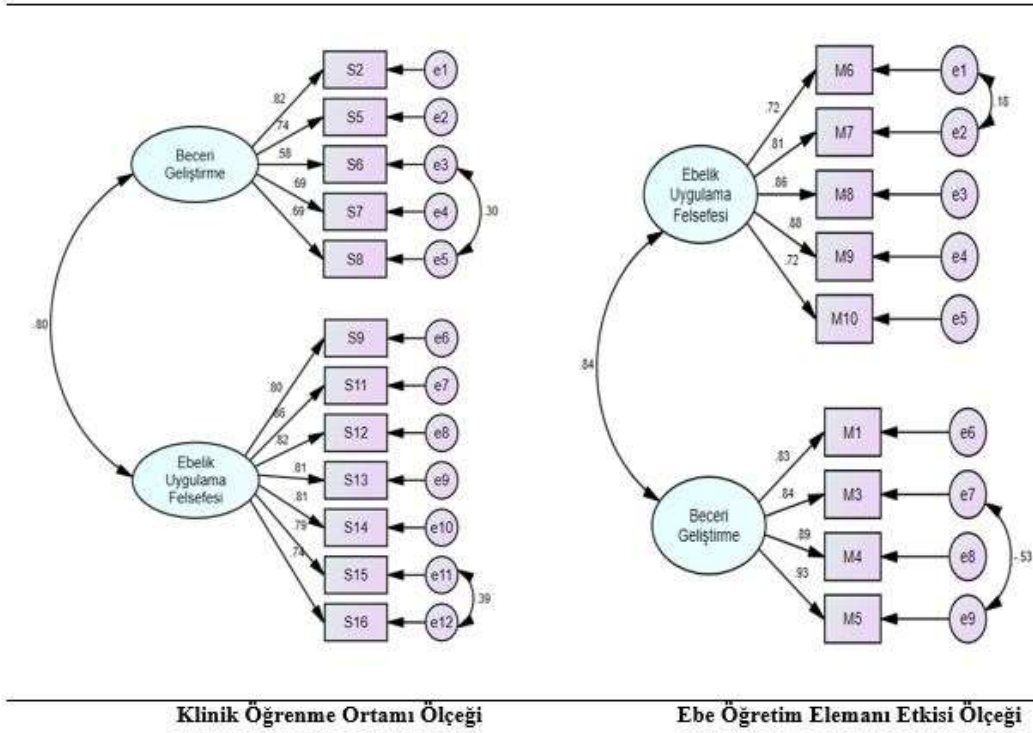 S2
e1
.82
S5
e2
.74
Beceri
Geliştirme
.58
S6
e3
.69
S7
e4
.30
.69
S8
e5
.80
S9
e6
.80
S11
e7
.86
S12
e8
.82
Ebelik
Uygulama
Felsefesi
.81
S13
e9
.81
S14
e10
.79
S15
e11
.74
.39
S16
e12
M6
e1
.72
M7
e2
.81
Ebelik
Uygulama
Felsefesi
.86
M8
e3
.88
M9
e4
.72
M10
e5
M1
e6
.83
M3
e7
.84
Beceri
Geliştirme
.89
M4
e8
-.53
.93
M5
e9
Klinik Öğrenme Ortamı Ölçeği
Ebe Öğretim Elemanı Etkisi Ölçeği